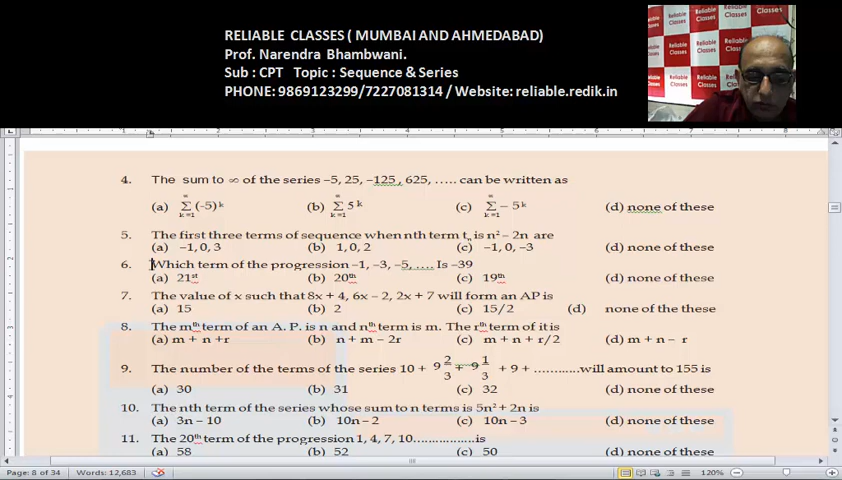 RELIABLE CLASSES ( MUMBAI AND AHMEDABAD)
Prof. Narendra Bhambwani.
Sub : CPT Topic : Sequence & Series
PHONE: 9869123299/7227081314 / Website: reliable.redik.in
Reliable Classes
4. The sum to ∞ of the series –5, 25, –125 , 625, ….. can be written as
(a) ∞ Σ k =1 (-5)ᵏ (b) ∞ Σ k =1 5 ᵏ (c) ∞ Σ k =1 – 5ᵏ (d) none of these
5. The first three terms of sequence when nth term tₙ is n² – 2n are
(a) –1, 0, 3 (b) 1, 0, 2 (c) –1, 0, –3 (d) none of these
6. Which term of the progression –1, –3, –5, …. Is –39
(a) 21st (b) 20th (c) 19th (d) none of these
7. The value of x such that 8x + 4, 6x – 2, 2x + 7 will form an AP is
(a) 15 (b) 2 (c) 15/2 (d) none of the these
8. The mth term of an A. P. is n and nth term is m. The rth term of it is
(a) m + n +r (b) n + m – 2r (c) m + n + r/2 (d) m + n – r
9. The number of the terms of the series 10 + 9 2/3 + 9 1/3 + 9 + ………..will amount to 155 is
(a) 30 (b) 31 (c) 32 (d) none of these
10. The nth term of the series whose sum to n terms is 5n² + 2n is
(a) 3n – 10 (b) 10n – 2 (c) 10n – 3 (d) none of these
11. The 20th term of the progression 1, 4, 7, 10.................is
(a) 58 (b) 52 (c) 50 (d) none of these
Page: 8 of 34 Words: 12,683 120%